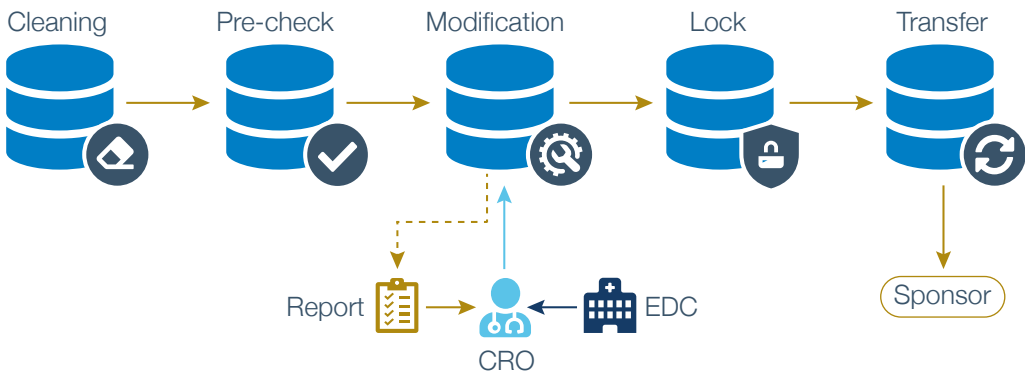 Cleaning
Pre-check
Modification
Lock
Transfer
Report
EDC
Sponsor
CRO